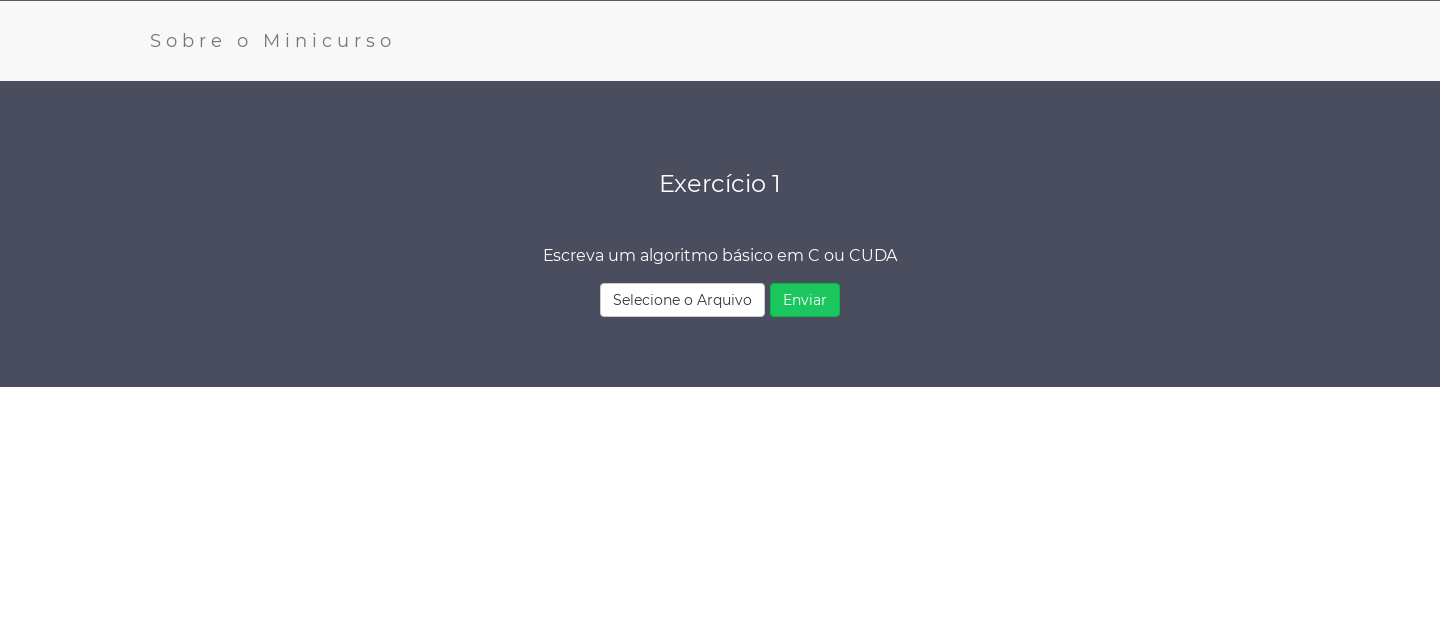 Sobre o Minicurso
Exercício 1
Escreva um algoritmo básico em C ou CUDA
Selecione o Arquivo Enviar